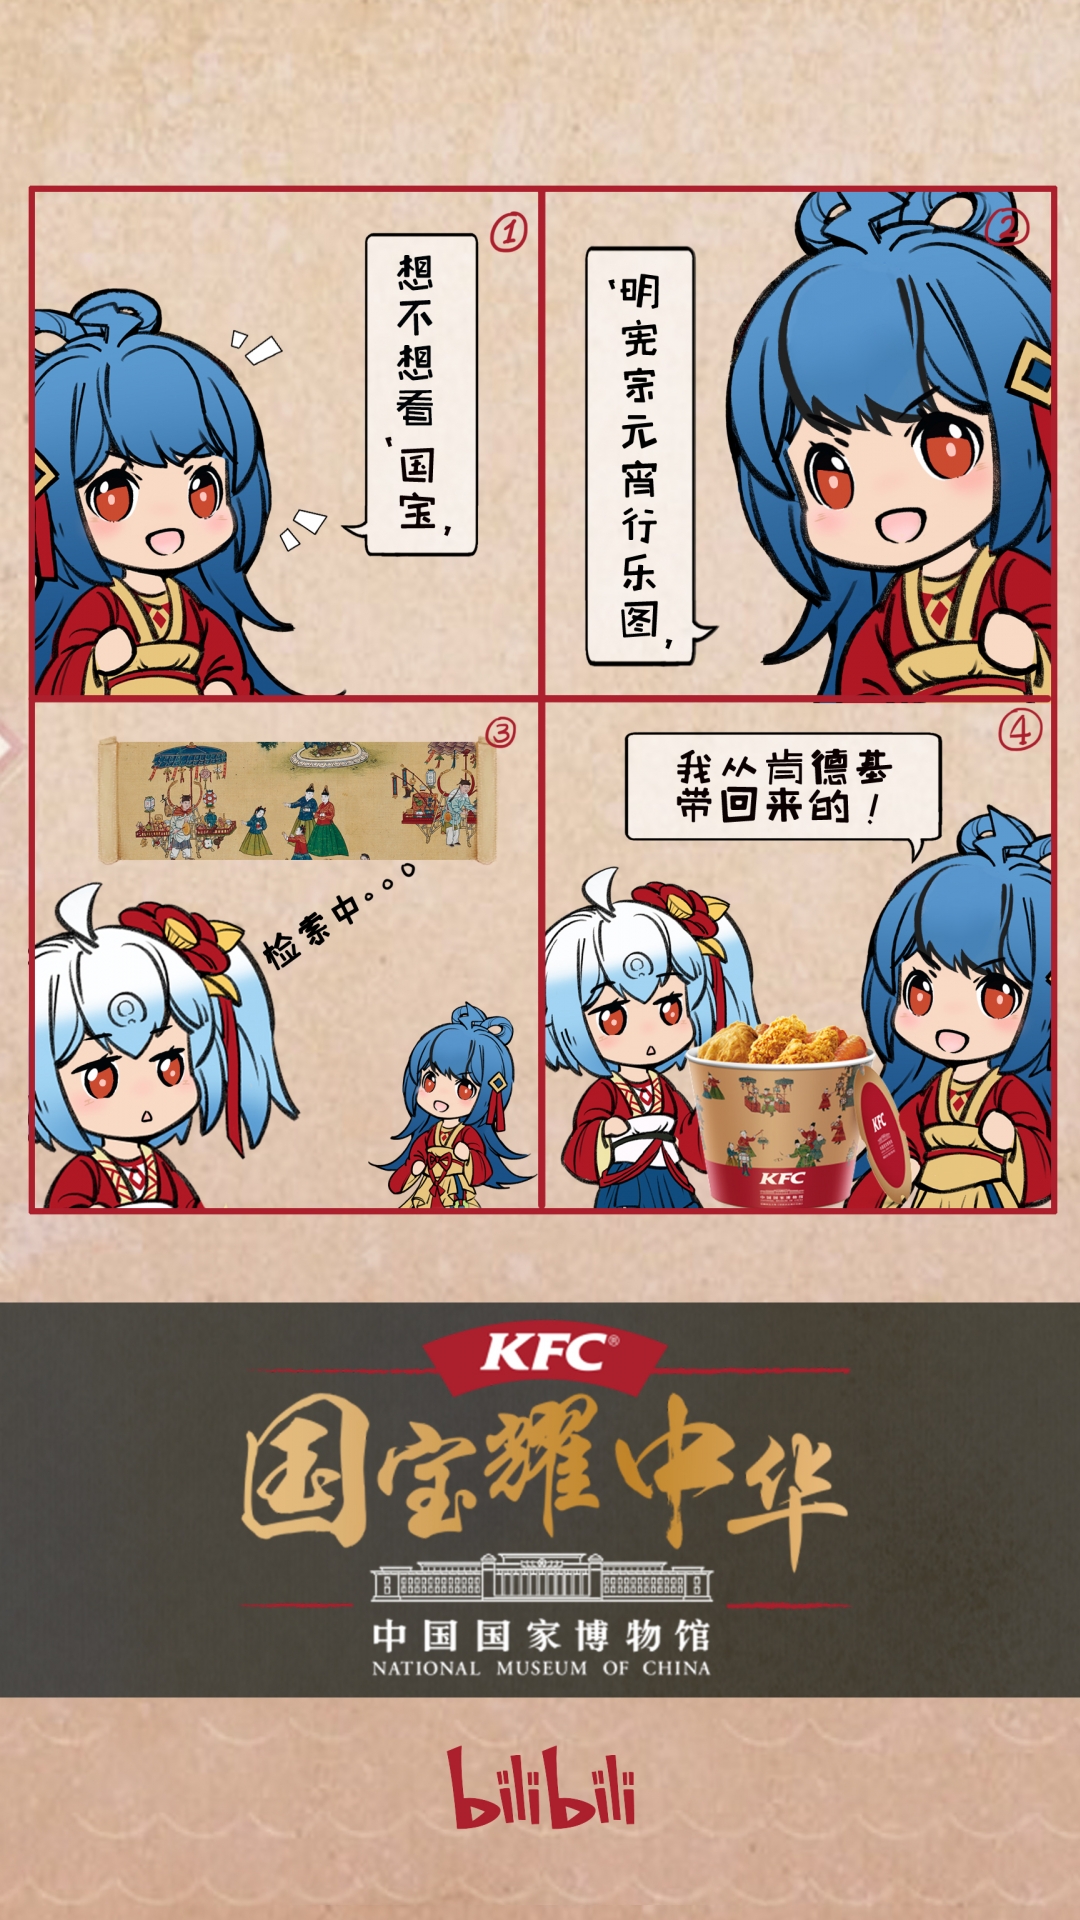 ①
想不想看‘国宝’
②
‘明宪宗元宵行乐图’
③
检索中。。。
④
我从肯德基
带回来的！
KFC
KFC
KFC®
国宝耀中华
中国国家博物馆
NATIONAL MUSEUM OF CHINA
bilibili